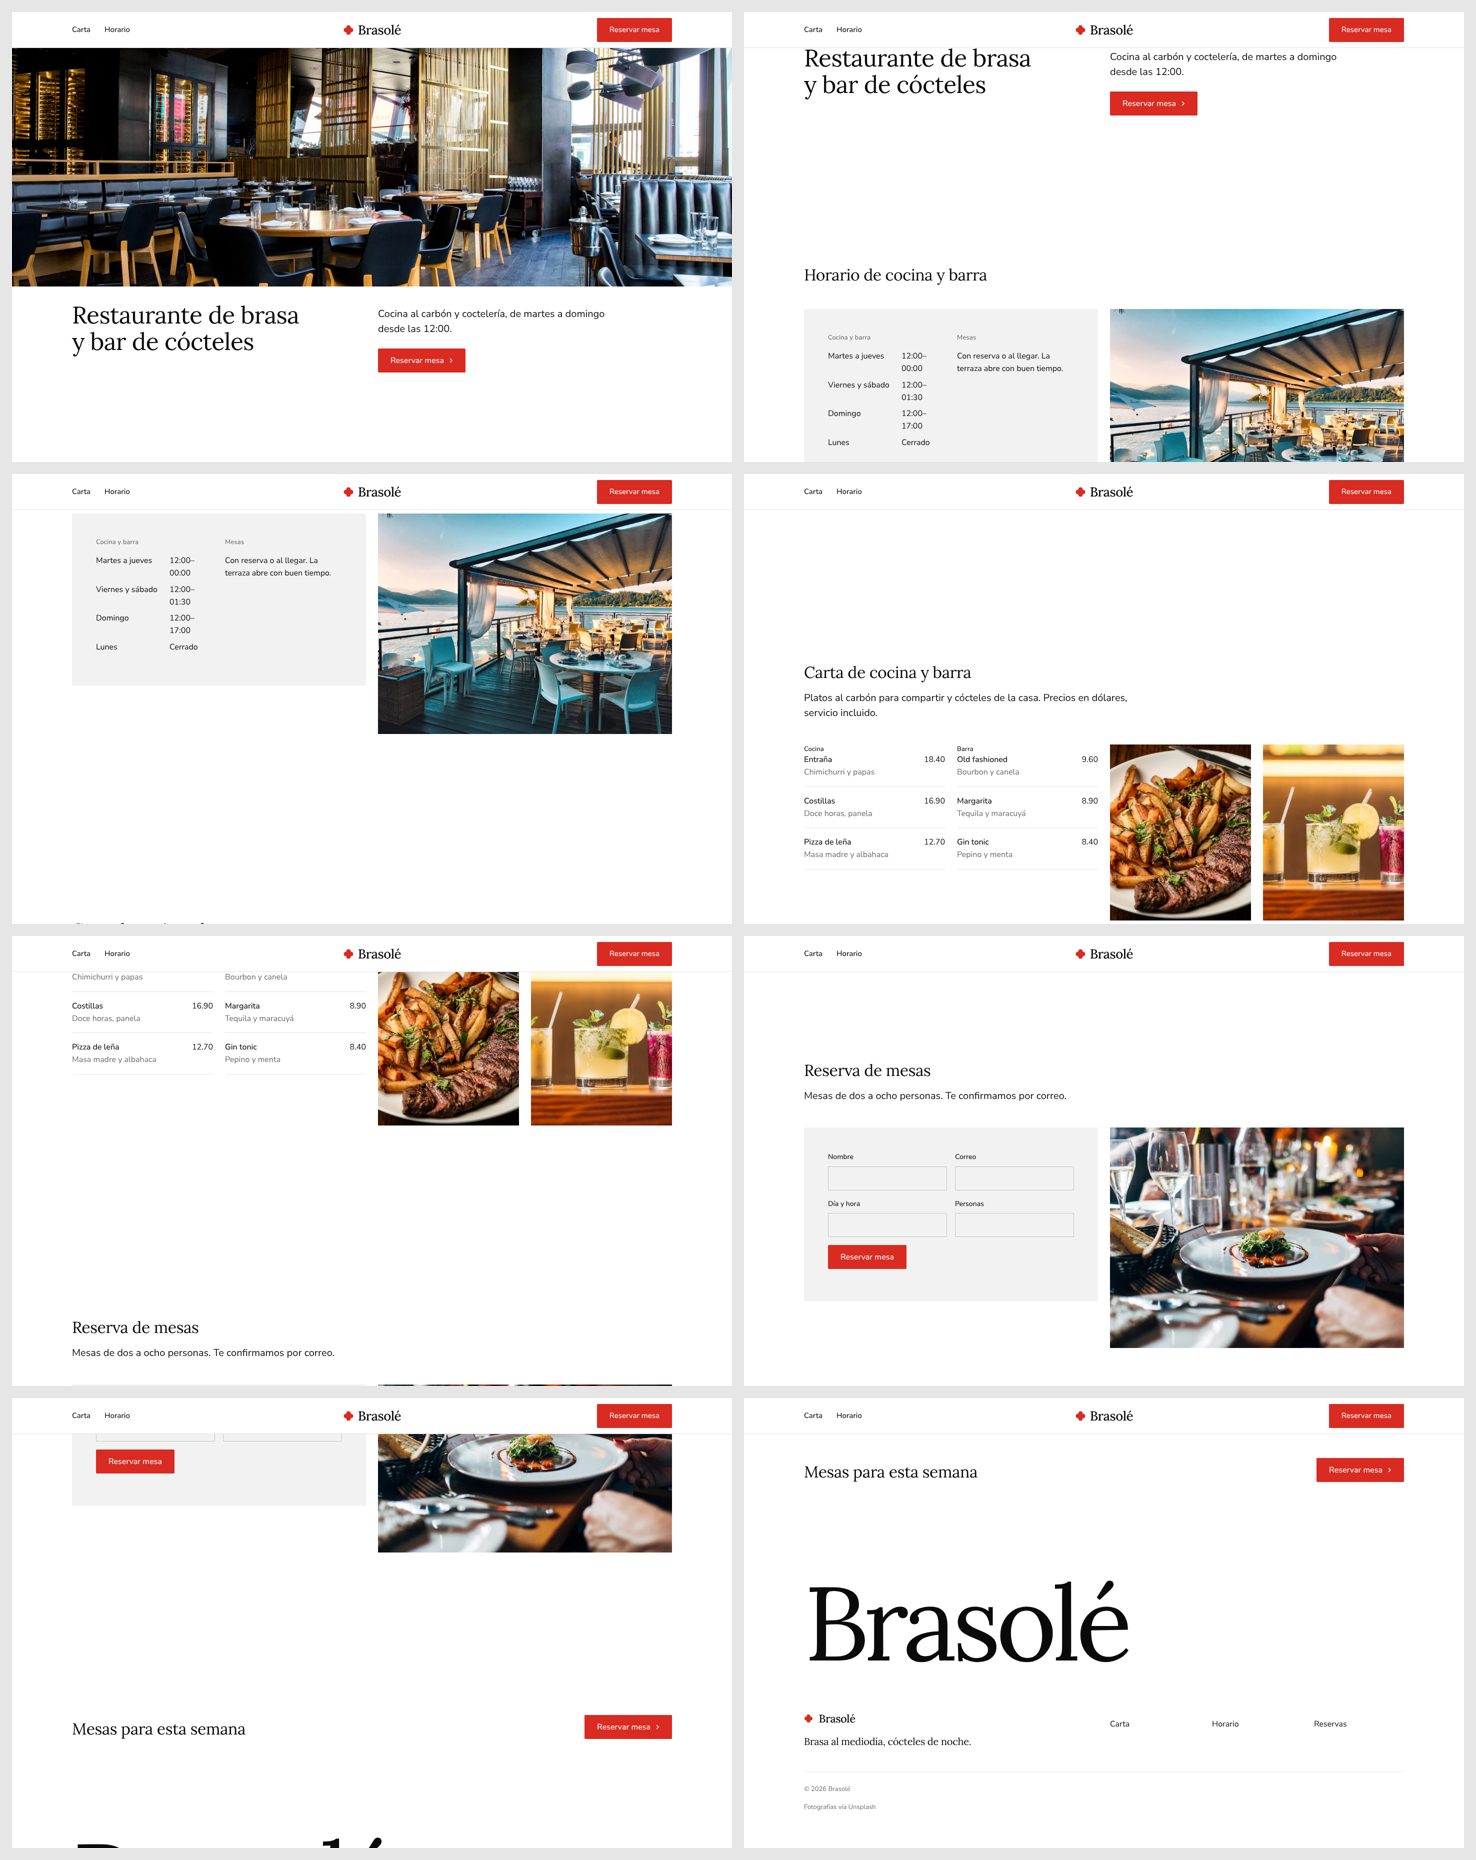 Carta
Horario
Brasolé
Reservar mesa
Restaurante de brasa
y bar de cócteles
Cocina al carbón y coctelería, de martes a domingo
desde las 12:00.
Reservar mesa
Carta
Horario
Brasolé
Reservar mesa
Restaurante de brasa
y bar de cócteles
Cocina al carbón y coctelería, de martes a domingo
desde las 12:00.
Reservar mesa
Horario de cocina y barra
Cocina y barra
Martes a jueves
12:00–
00:00
Viernes y sábado
12:00–
01:30
Domingo
12:00–
17:00
Lunes
Cerrado
Mesas
Con reserva o al llegar. La
terraza abre con buen tiempo.
Carta
Horario
Brasolé
Reservar mesa
Cocina y barra
Martes a jueves
12:00–
00:00
Viernes y sábado
12:00–
01:30
Domingo
12:00–
17:00
Lunes
Cerrado
Mesas
Con reserva o al llegar. La
terraza abre con buen tiempo.
Carta
Horario
Brasolé
Reservar mesa
Carta de cocina y barra
Platos al carbón para compartir y cócteles de la casa. Precios en dólares,
servicio incluido.
Cocina
Entraña 18.40
Chimichurri y papas
Costillas 16.90
Doce horas, panela
Pizza de leña 12.70
Masa madre y albahaca
Barra
Old fashioned 9.60
Bourbon y canela
Margarita 8.90
Tequila y maracuyá
Gin tonic 8.40
Pepino y menta
Carta
Horario
Brasolé
Reservar mesa
Chimichurri y papas
Costillas 16.90
Doce horas, panela
Pizza de leña 12.70
Masa madre y albahaca
Bourbon y canela
Margarita 8.90
Tequila y maracuyá
Gin tonic 8.40
Pepino y menta
Reserva de mesas
Mesas de dos a ocho personas. Te confirmamos por correo.
Carta
Horario
Brasolé
Reservar mesa
Reserva de mesas
Mesas de dos a ocho personas. Te confirmamos por correo.
Nombre
Correo
Día y hora
Personas
Reservar mesa
Carta
Horario
Brasolé
Reservar mesa
Reservar mesa
Mesas para esta semana
Reservar mesa
Carta
Horario
Brasolé
Reservar mesa
Mesas para esta semana
Reservar mesa
Brasolé
Brasolé
Brasa al mediodía, cócteles de noche.
Carta
Horario
Reservas
© 2026 Brasolé
Fotografías vía Unsplash